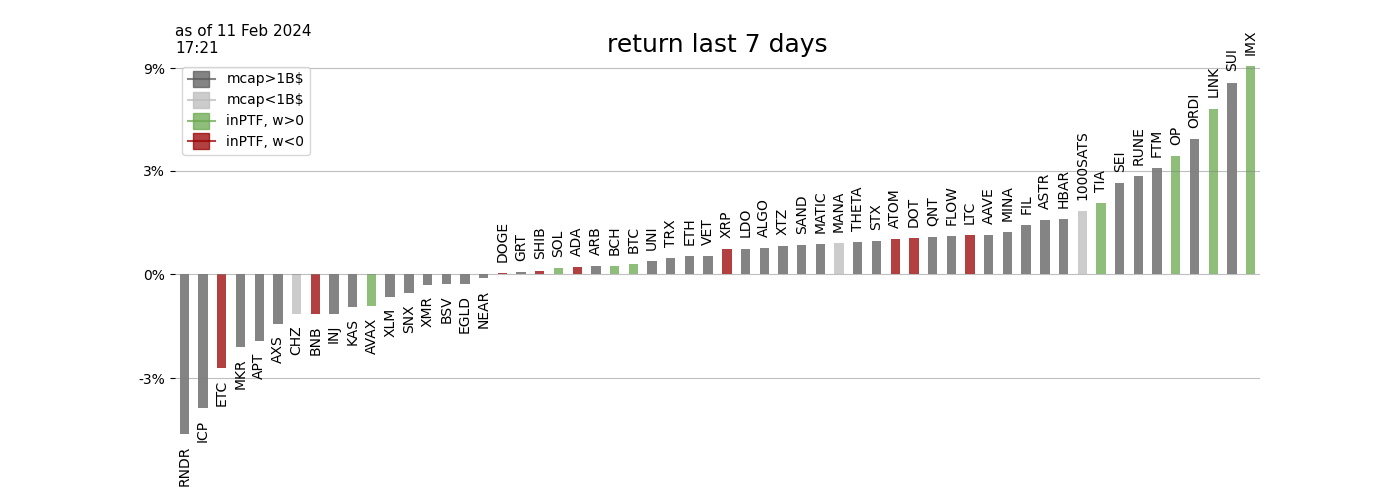 as of 11 Feb 2024
17:21
return last 7 days
mcap>1B$
mcap<1B$
inPTF, w>0
inPTF, w<0
9%
3%
0%
-3%
RNDR
ICP
ETC
MKR
APT
AXS
CHZ
BNB
INJ
KAS
AVAX
XLM
SNX
XMR
BSV
EGLD
NEAR
DOGE
GRT
SHIB
SOL
ADA
ARB
BCH
BTC
UNI
TRX
ETH
VET
XRP
LDO
ALGO
XTZ
SAND
MATIC
MANA
THETA
STX
ATOM
DOT
QNT
FLOW
LTC
AAVE
MINA
FIL
ASTR
HBAR
1000SATS
TIA
SEI
RUNE
FTM
OP
ORDI
LINK
SUI
IMX